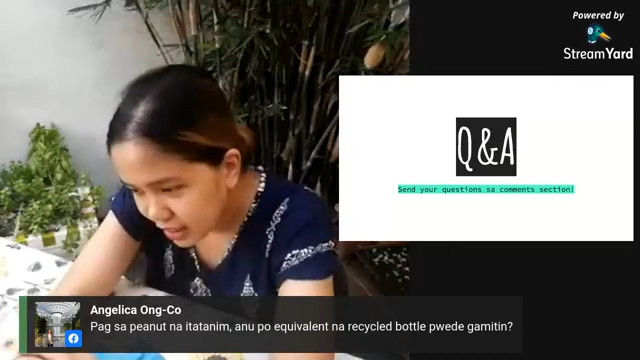 Powered by
StreamYard
Q&A
Send your questions sa comments section!
Angelica Ong-Co
Pag sa peanut na itatanim, anu po equivalent na recycled bottle pwede gamitin?